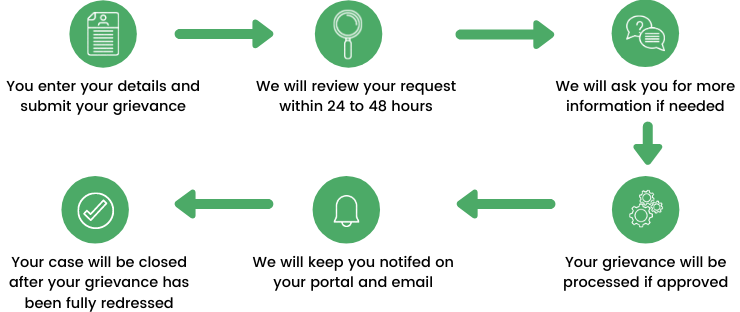 You enter your details and
submit your grievance
We will review your request
within 24 to 48 hours
We will ask you for more
information if needed
Your grievance will be
processed if approved
We will keep you notifed on
your portal and email
Your case will be closed
after your grievance has
been fully redressed